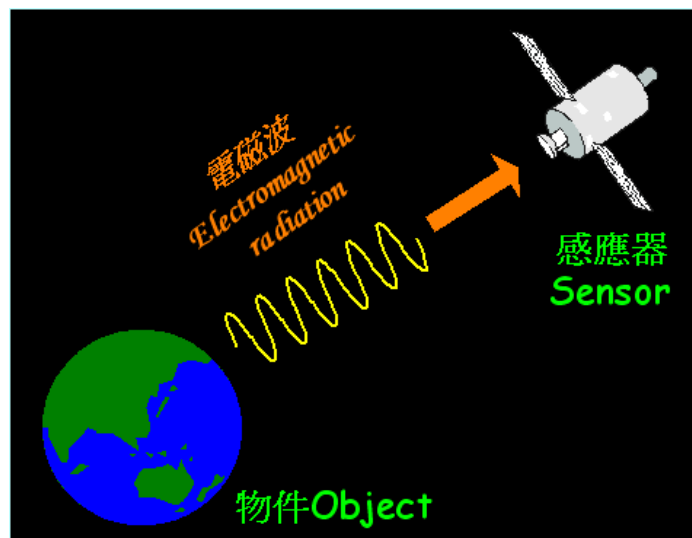 電磁波
Electromagnetic
radiation
感應器
Sensor
物件Object